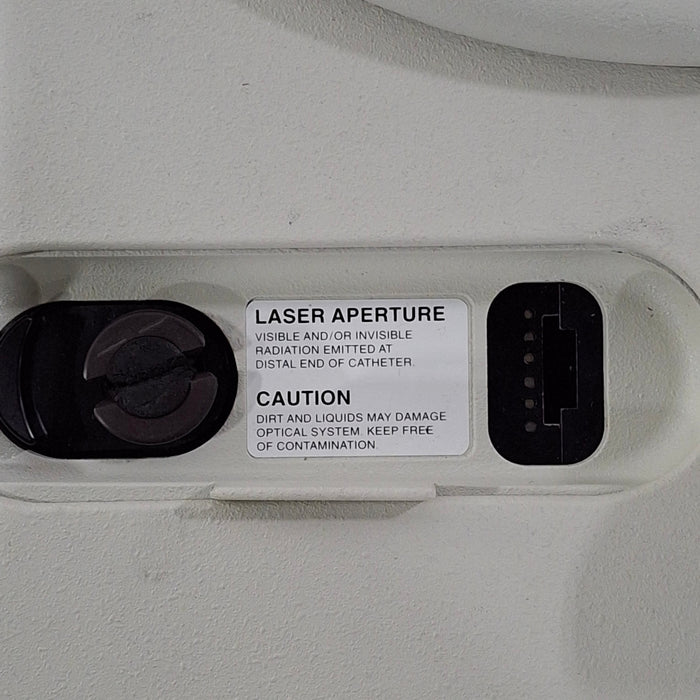 LASER APERTURE
VISIBLE AND/OR INVISIBLE
RADIATION EMITTED AT
DISTAL END OF CATHETER.
CAUTION
DIRT AND LIQUIDS MAY DAMAGE
OPTICAL SYSTEM. KEEP FREE
OF CONTAMINATION.